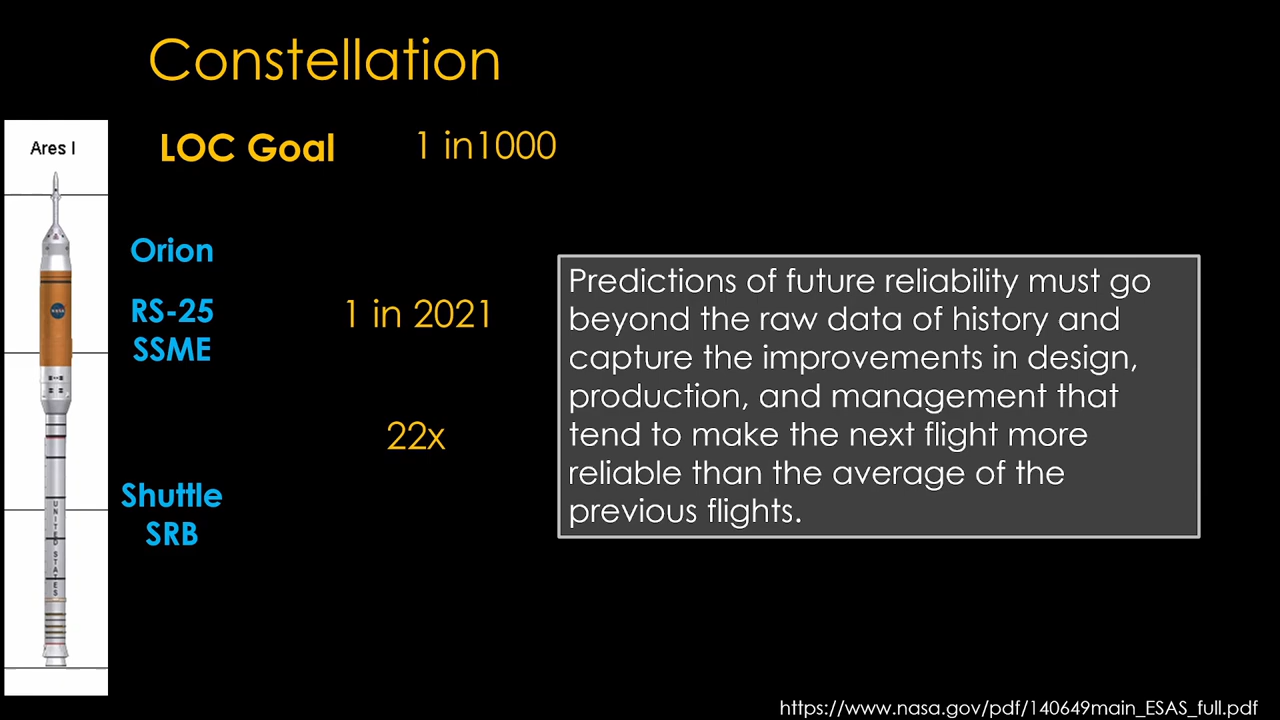 Constellation
LOC Goal 1 in1000
Ares I
Orion
RS-25
SSME
1 in 2021
22x
Shuttle
SRB
UNITED STATES
Predictions of future reliability must go
beyond the raw data of history and
capture the improvements in design,
production, and management that
tend to make the next flight more
reliable than the average of the
previous flights.
https://www.nasa.gov/pdf/140649main_ESAS_full.pdf